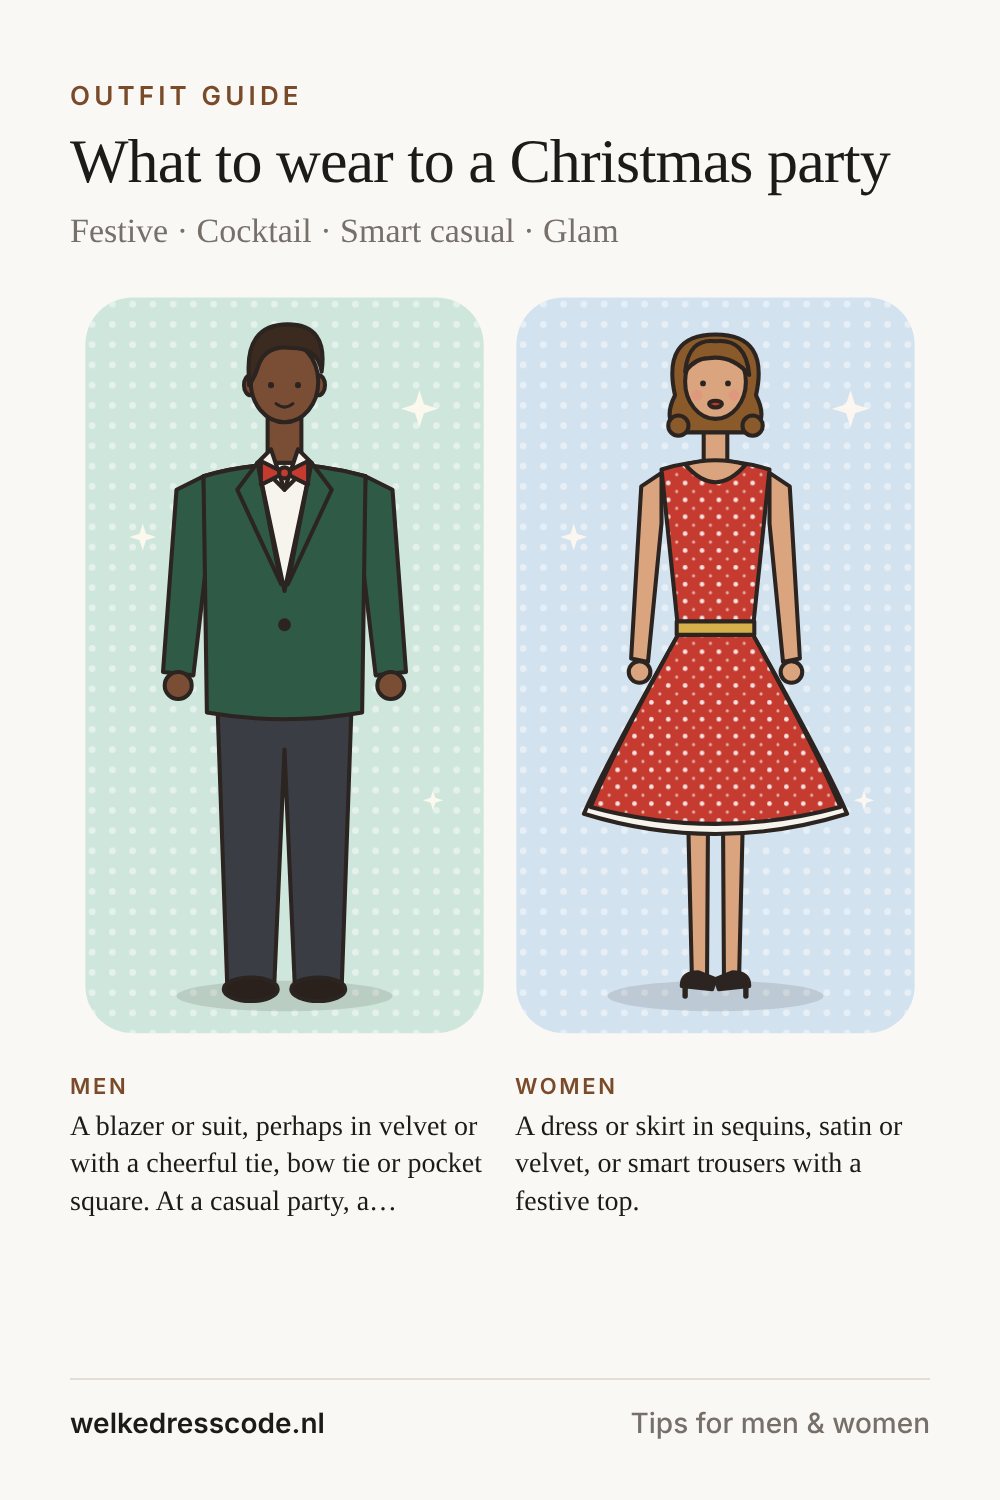 OUTFIT GUIDE
What to wear to a Christmas party
Festive · Cocktail · Smart casual · Glam
MEN
A blazer or suit, perhaps in velvet or
with a cheerful tie, bow tie or pocket
square. At a casual party, a…
WOMEN
A dress or skirt in sequins, satin or
velvet, or smart trousers with a
festive top.
welkedresscode.nl
Tips for men & women